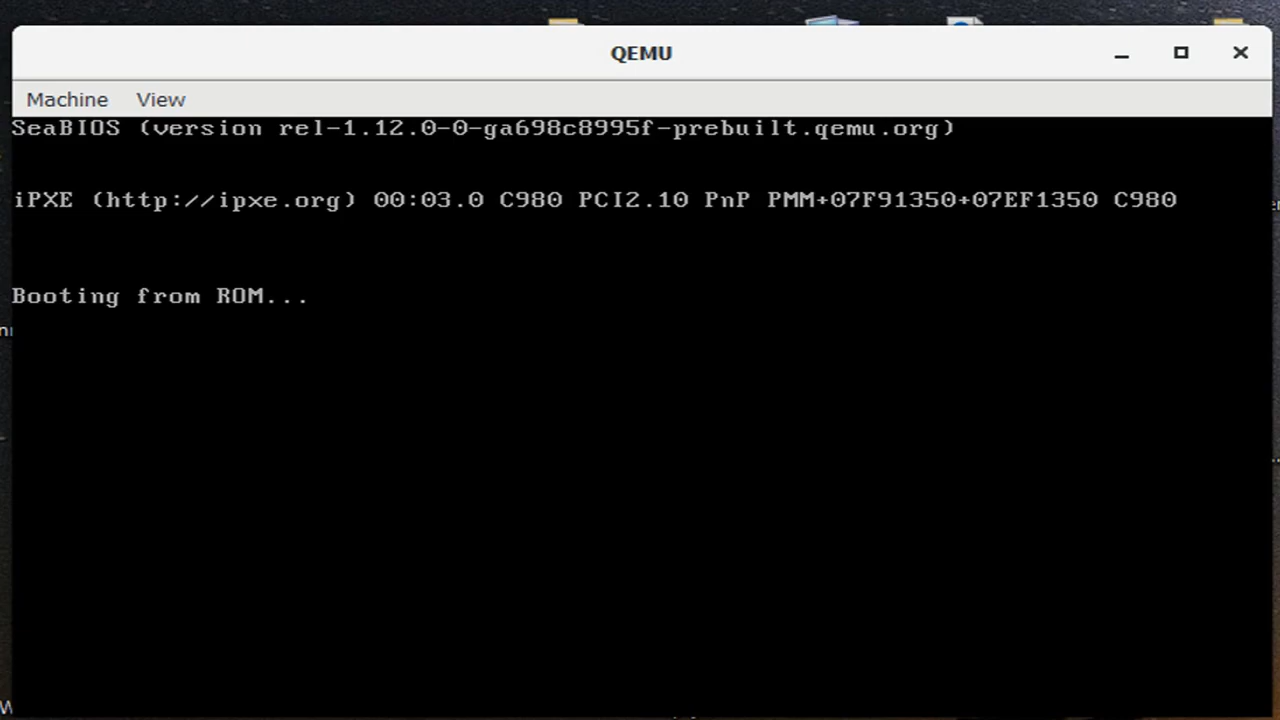 QEMU
Machine View
SeaBIOS (version rel-1.12.0-0-ga698c8995f-prebuilt.qemu.org)
iPXE (http://ipxe.org) 00:03.0 C980 PCI2.10 PnP PMM+07F91350+07EF1350 C980
Booting from ROM...